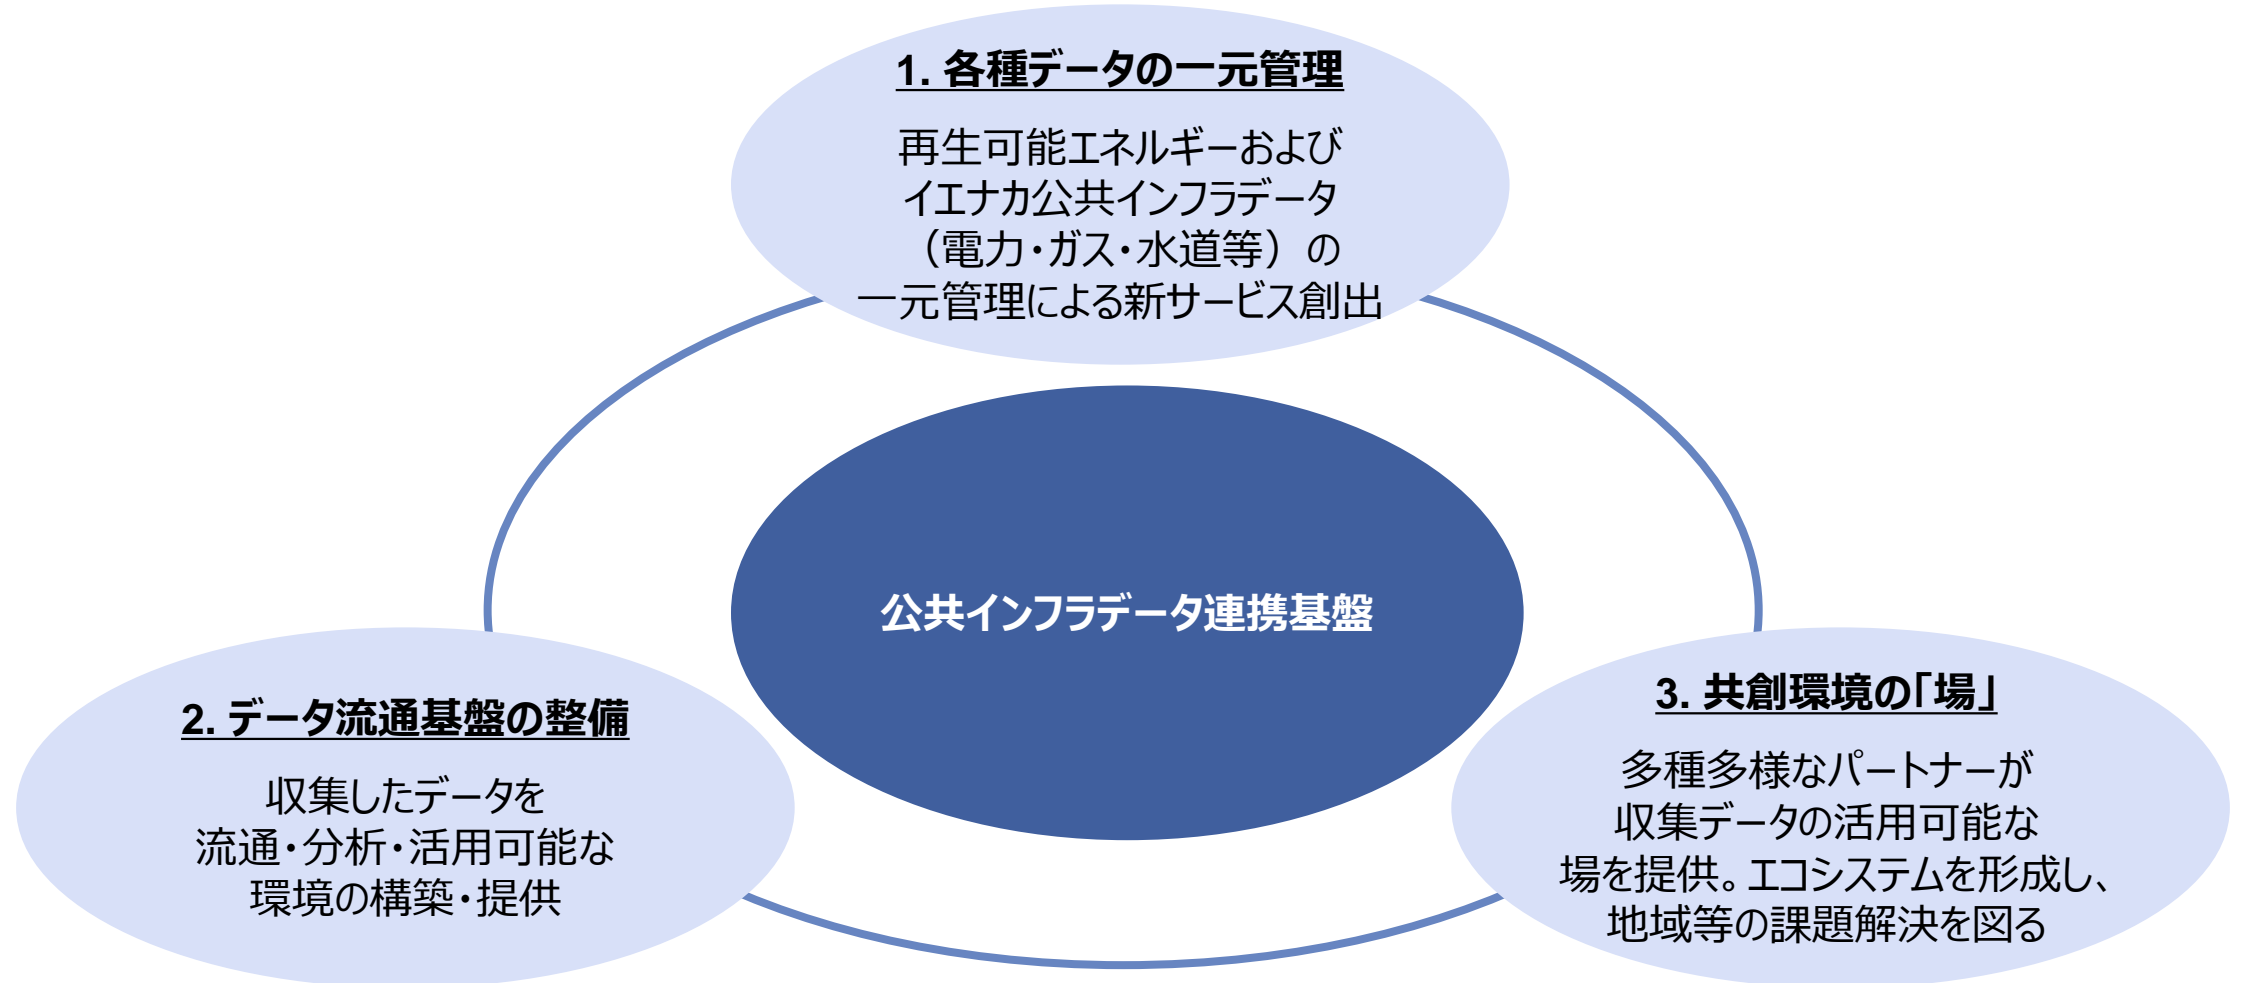 1. 各種データの一元管理
再生可能エネルギーおよび
イエナカ公共インフラデータ
（電力・ガス・水道等）の
一元管理による新サービス創出
公共インフラデータ連携基盤
2. データ流通基盤の整備
収集したデータを
流通・分析・活用可能な
環境の構築・提供
3. 共創環境の「場」
多種多様なパートナーが
収集データの活用可能な
場を提供。エコシステムを形成し、
地域等の課題解決を図る